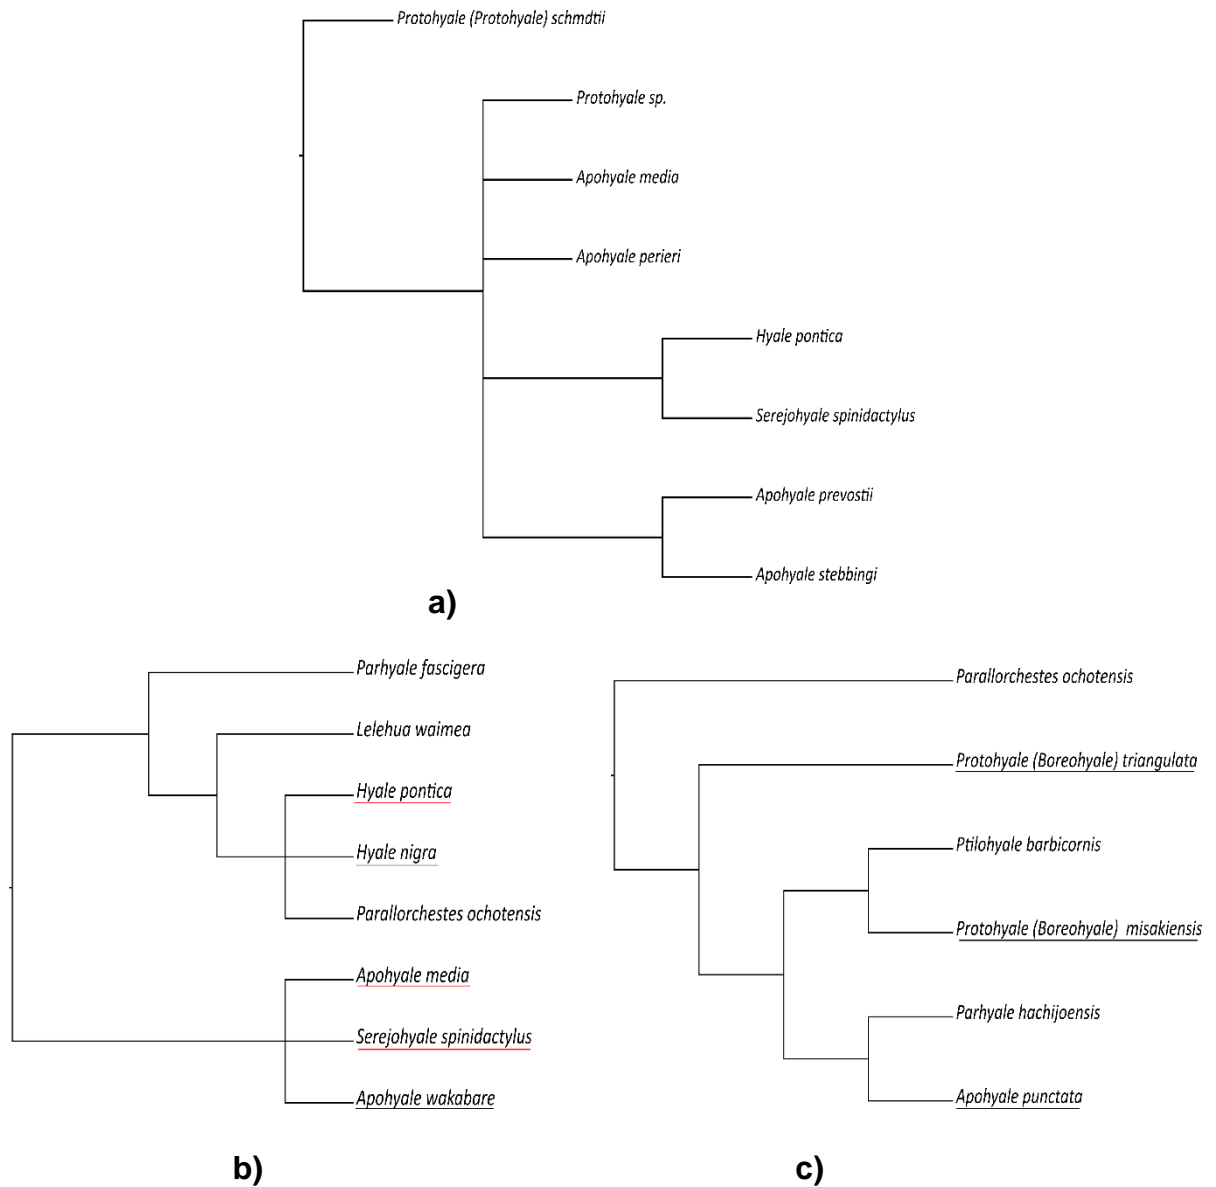 Protohyale (Protohyale) schmdtii
Protohyale sp.
Apohyale media
Apohyale perieri
Hyale pontica
Serejohyale spinidactylus
Apohyale prevostii
Apohyale stebbingi
a)
Parhyale fascigera
Lelehua waimea
Hyale pontica
Hyale nigra
Parallorchestes ochotensis
Apohyale media
Serejohyale spinidactylus
Apohyale wakabare
b)
Parallorchestes ochotensis
Protohyale (Boreohyale) triangulata
Ptilohyale barbicornis
Protohyale (Boreohyale) misakiensis
Parhyale hachijoensis
Apohyale punctata
c)